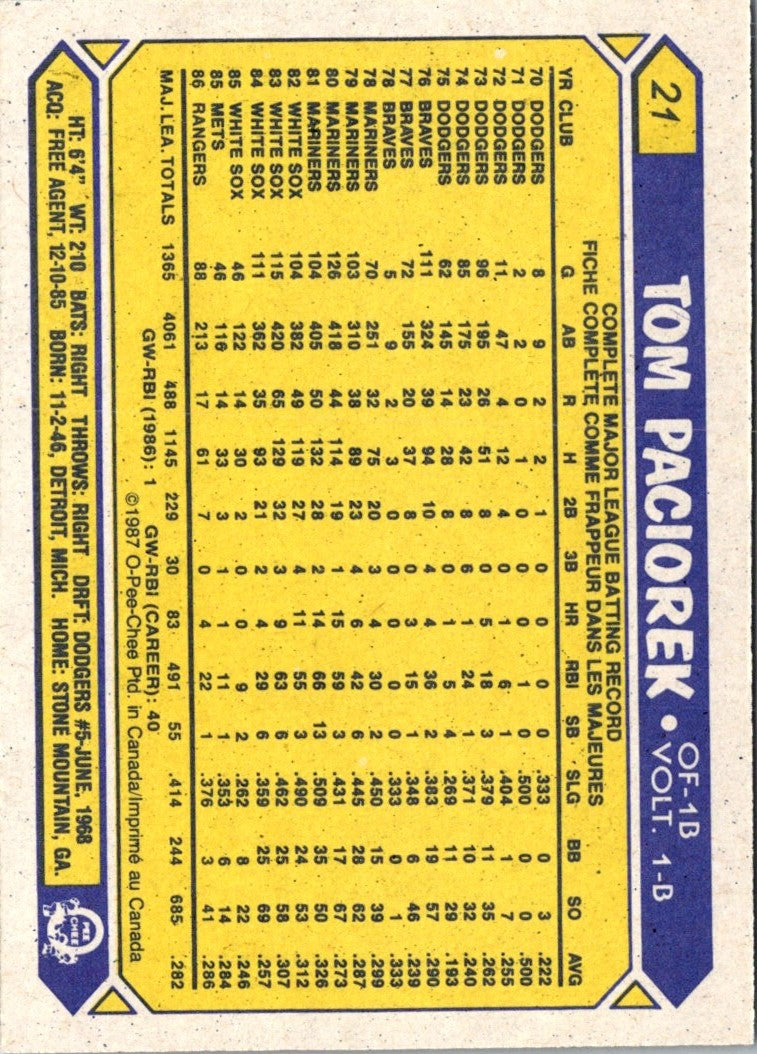 21
TOM PACIOREK • OF-1B
VOLT. 1-B
COMPLETE MAJOR LEAGUE BATTING RECORD
FICHE COMPLÈTE COMME FRAPPEUR DANS LES MAJEURES
YR CLUB G AB R H 2B 3B HR RBI SB SLG BB SO AVG
70 DODGERS 8 9 2 2 1 0 0 0 0 .333 0 3 .222
71 DODGERS 2 2 0 1 0 0 0 1 0 .500 0 0 .500
72 DODGERS 11 47 4 12 4 0 1 6 1 .404 1 7 .255
73 DODGERS 96 195 26 51 8 0 5 18 3 .379 11 35 .262
74 DODGERS 85 175 23 42 8 6 1 24 1 .371 10 32 .240
75 DODGERS 62 145 14 28 8 0 1 5 4 .269 11 29 .193
76 BRAVES 111 324 39 94 10 4 4 36 2 .383 19 57 .290
77 BRAVES 72 155 20 37 8 0 3 15 1 .348 6 46 .239
78 BRAVES 5 9 2 3 0 0 0 0 0 .333 0 1 .333
78 MARINERS 70 251 32 75 20 3 4 30 2 .450 15 39 .299
79 MARINERS 103 310 38 89 23 4 6 42 6 .445 28 62 .287
80 MARINERS 126 418 44 114 19 1 15 59 3 .431 17 67 .273
81 MARINERS 104 405 50 132 28 2 14 66 13 .509 35 50 .326
82 WHITE SOX 104 382 49 119 27 4 11 55 3 .490 24 53 .312
83 WHITE SOX 115 420 65 129 32 3 9 63 6 .462 25 58 .307
84 WHITE SOX 111 362 35 93 21 2 4 29 6 .359 25 69 .257
85 WHITE SOX 46 122 14 30 2 0 0 9 2 .262 8 22 .246
85 METS 46 116 14 33 3 1 1 11 1 .353 6 14 .284
86 RANGERS 88 213 17 61 7 0 4 22 1 .376 3 41 .286
MAJ. LEA. TOTALS 1365 4061 488 1145 229 30 83 491 55 .414 244 685 .282
GW-RBI (1986): 1 GW-RBI (CAREER): 40
©1987 O-Pee-Chee Ptd. in Canada/Imprimé au Canada
HT: 6'4" WT: 210 BATS: RIGHT THROWS: RIGHT DRFT: DODGERS #5-JUNE, 1968
ACQ: FREE AGENT, 12-10-85 BORN: 11-2-46, DETROIT, MICH. HOME: STONE MOUNTAIN, GA.
O
PEE
CHEE